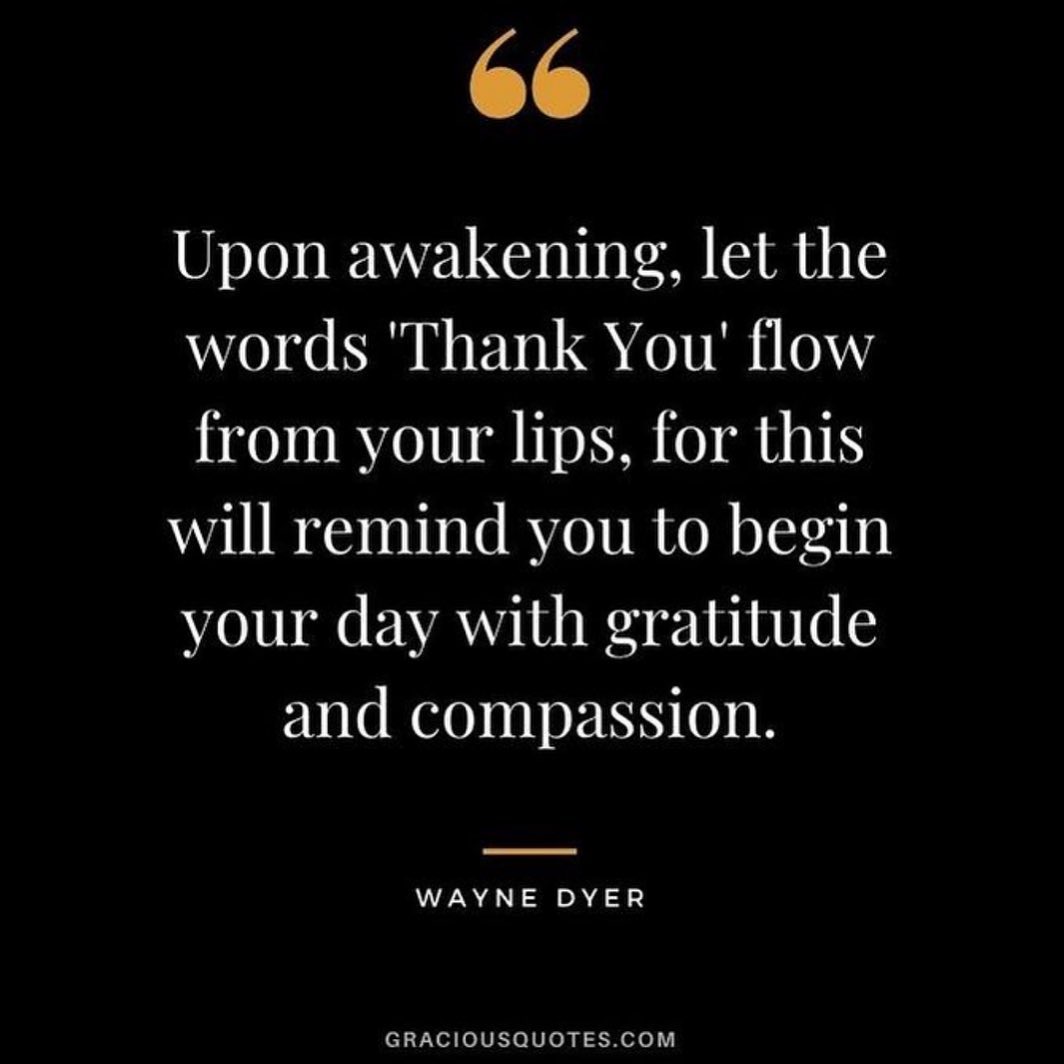 “
Upon awakening, let the
words 'Thank You' flow
from your lips, for this
will remind you to begin
your day with gratitude
and compassion.
WAYNE DYER
GRACIOUSQUOTES.COM